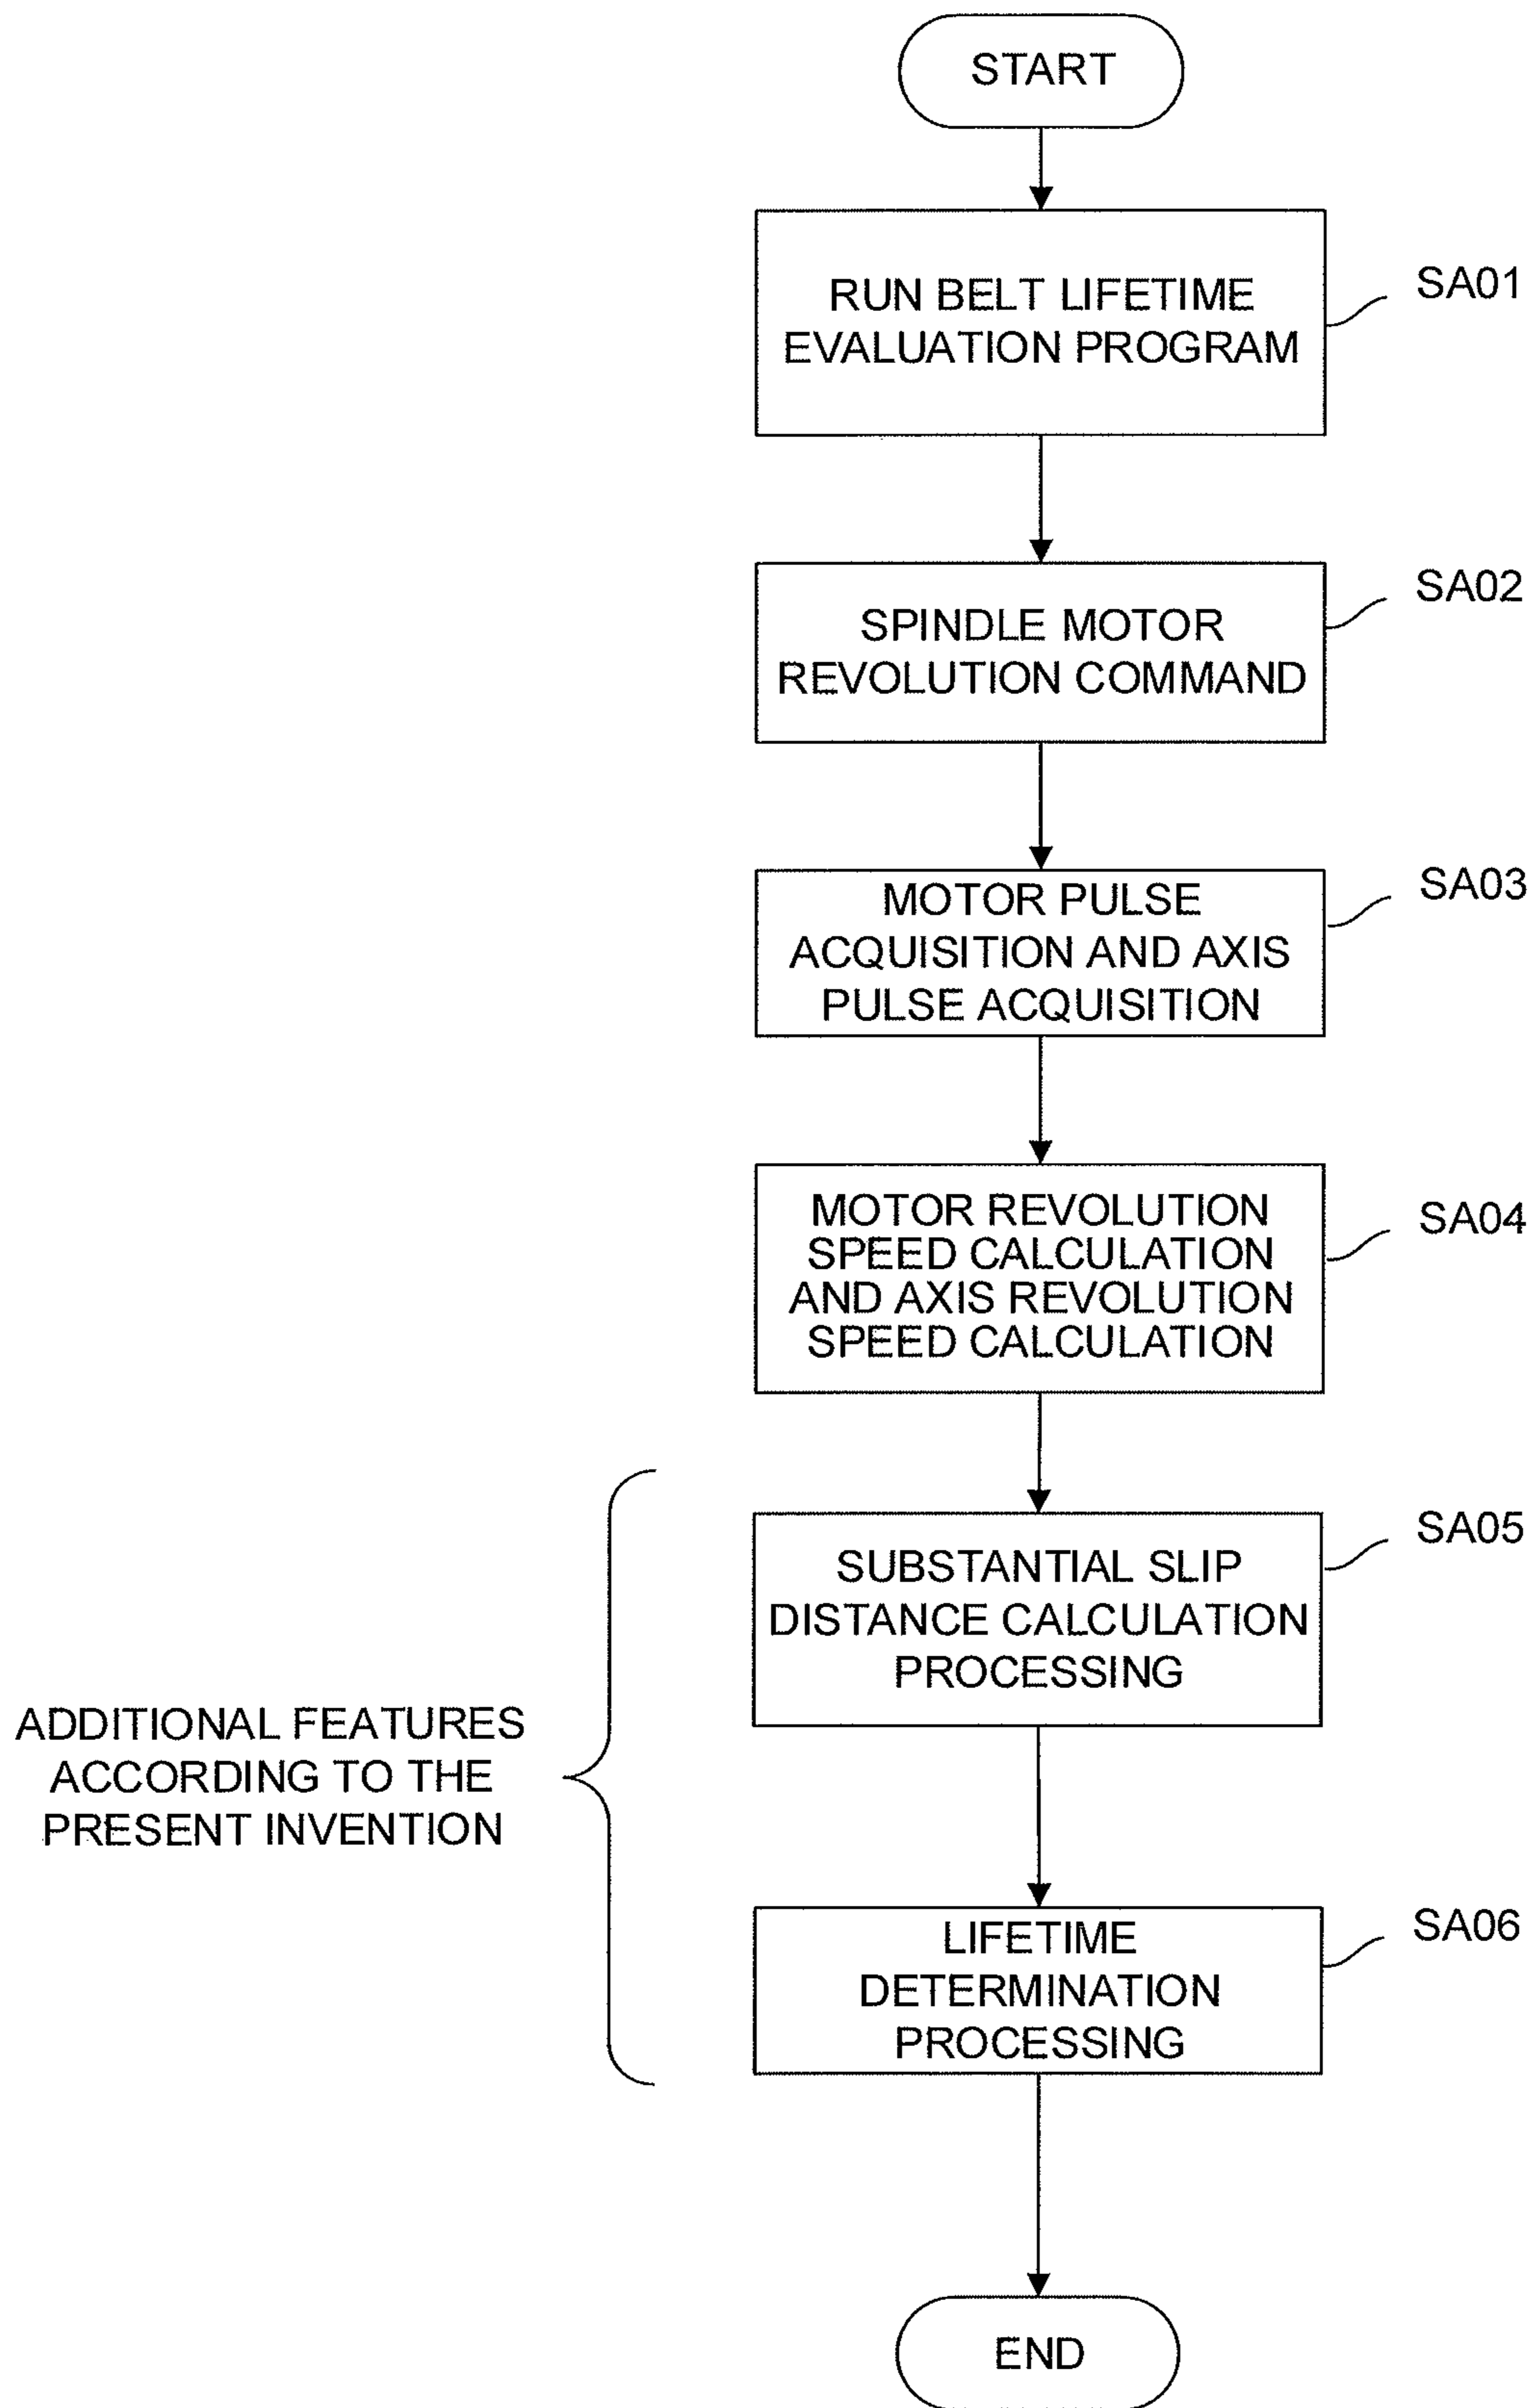 START
RUN BELT LIFETIME
EVALUATION PROGRAM
SA01
SPINDLE MOTOR
REVOLUTION COMMAND
SA02
MOTOR PULSE
ACQUISITION AND AXIS
PULSE ACQUISITION
SA03
MOTOR REVOLUTION
SPEED CALCULATION
AND AXIS REVOLUTION
SPEED CALCULATION
SA04
ADDITIONAL FEATURES
ACCORDING TO THE
PRESENT INVENTION
SUBSTANTIAL SLIP
DISTANCE CALCULATION
PROCESSING
SA05
LIFETIME
DETERMINATION
PROCESSING
SA06
END